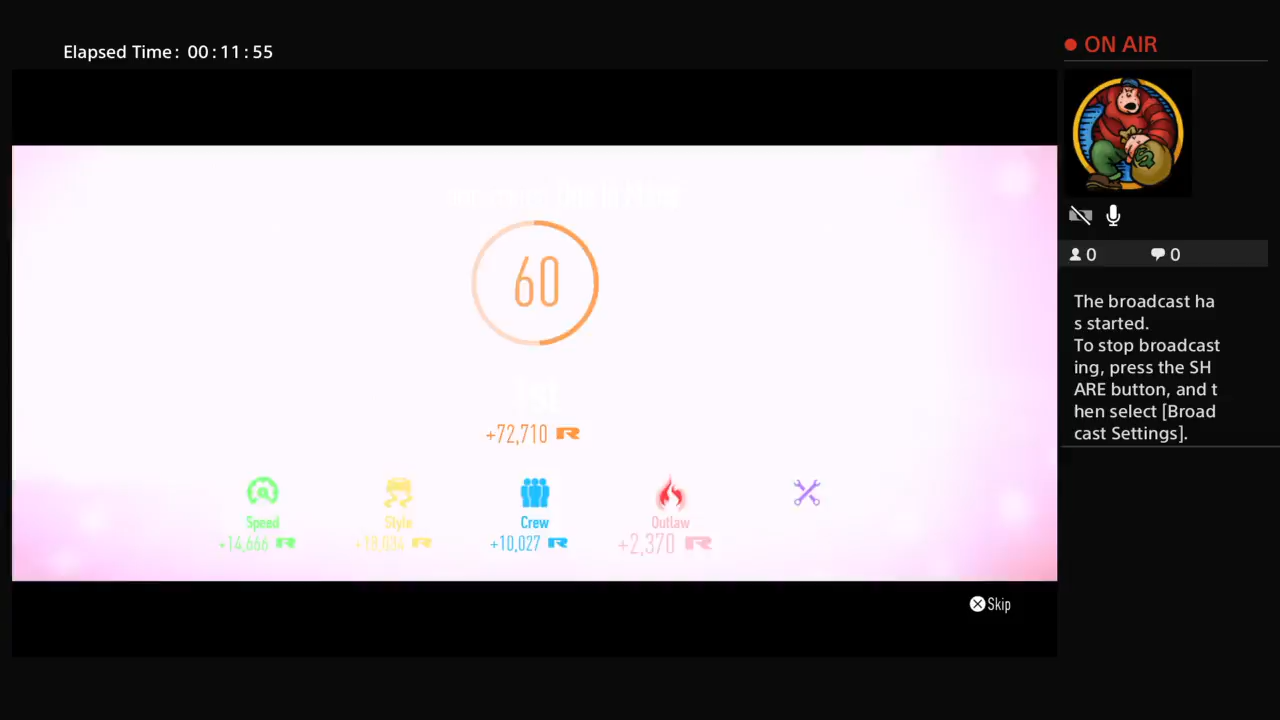 Elapsed Time: 00:11:55
ON AIR
60
+72,710
Speed
Style
Crew
Outlaw
+14,666
+10,027
+2,370
0
0
The broadcast ha
s started.
To stop broadcast
ing, press the SH
ARE button, and t
hen select [Broad
cast Settings].
Skip